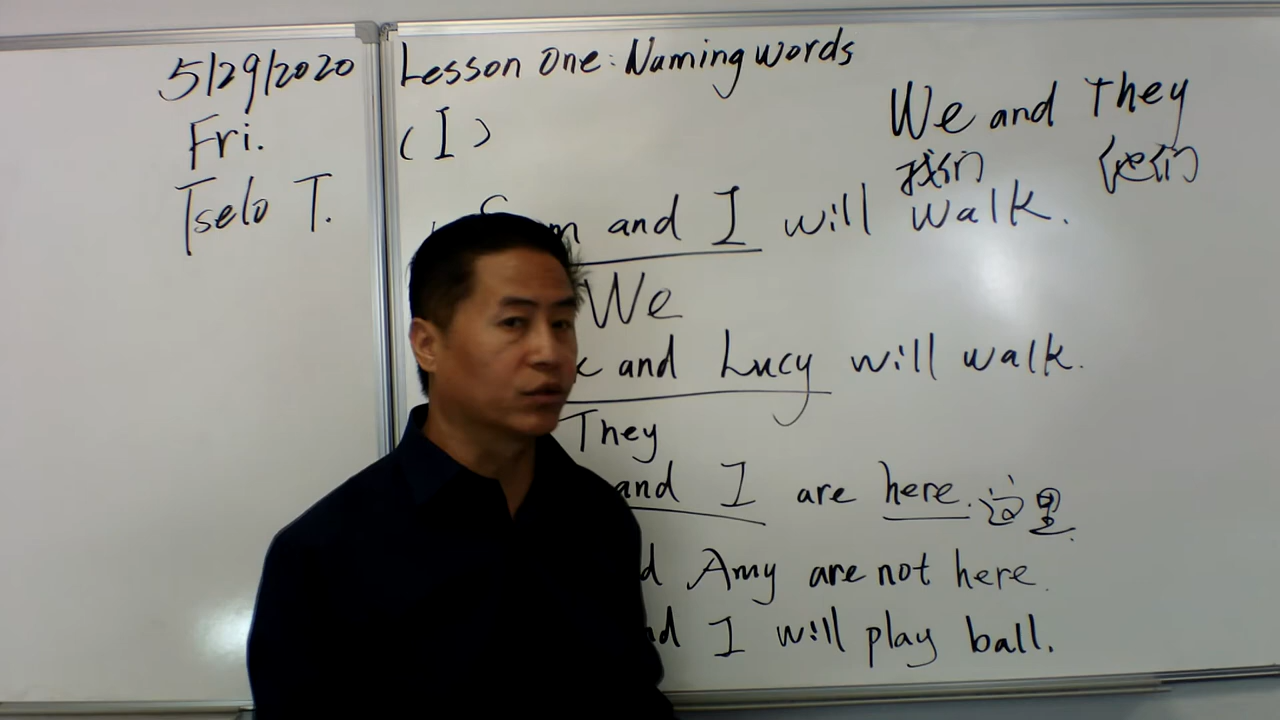 5/29/2020
Fri.
Tselo T.
Lesson One: Naming words
(I)
We and They
我们 他们
and I will walk.
We
and Lucy will walk.
They
and I are here. 这里.
Amy are not here.
I will play ball.